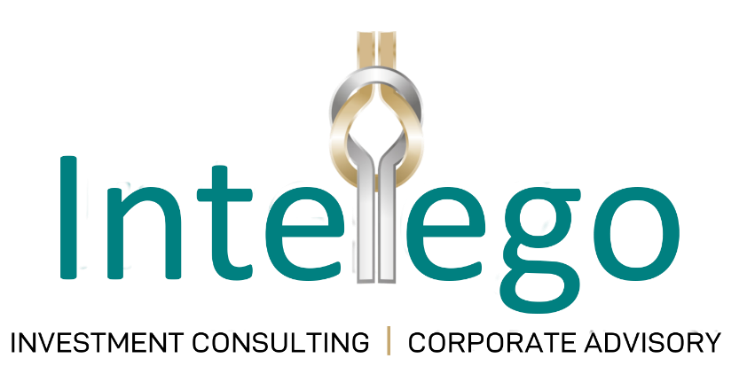 Intellego
INVESTMENT CONSULTING | CORPORATE ADVISORY